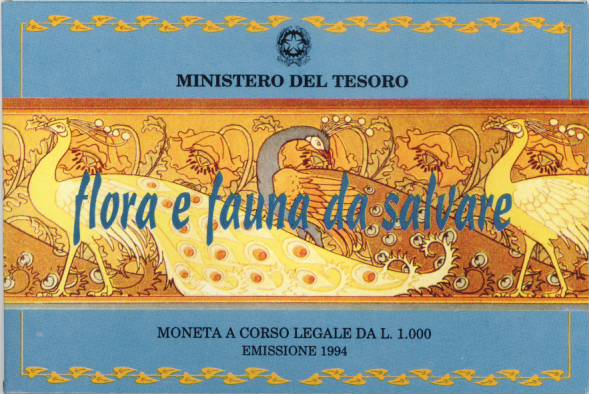 MINISTERO DEL TESORO
flora e fauna da salvare
MONETA A CORSO LEGALE DA L. 1.000
EMISSIONE 1994